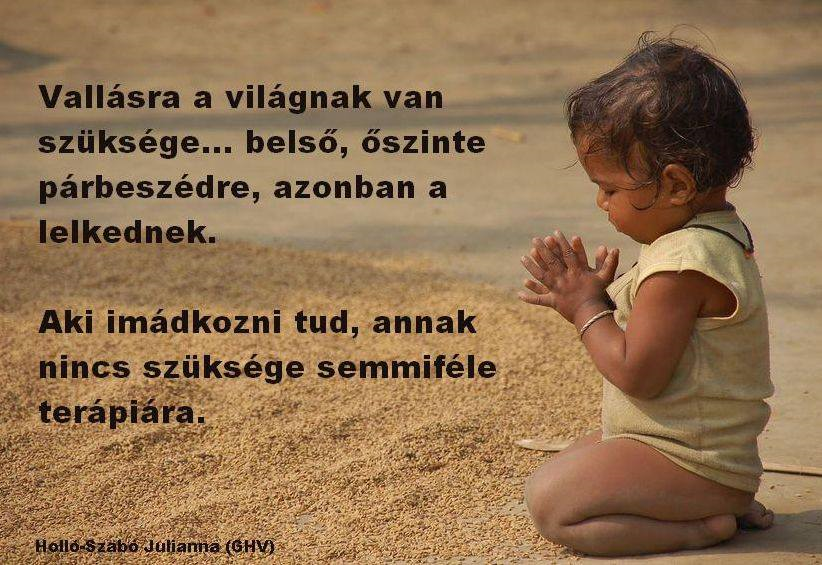 Vallásra a világnak van
szüksége... belső, őszinte
párbeszédre, azonban a
lelkednek.
Aki imádkozni tud, annak
nincs szüksége semmiféle
terápiára.
Holló-Szabó Julianna (GHV)